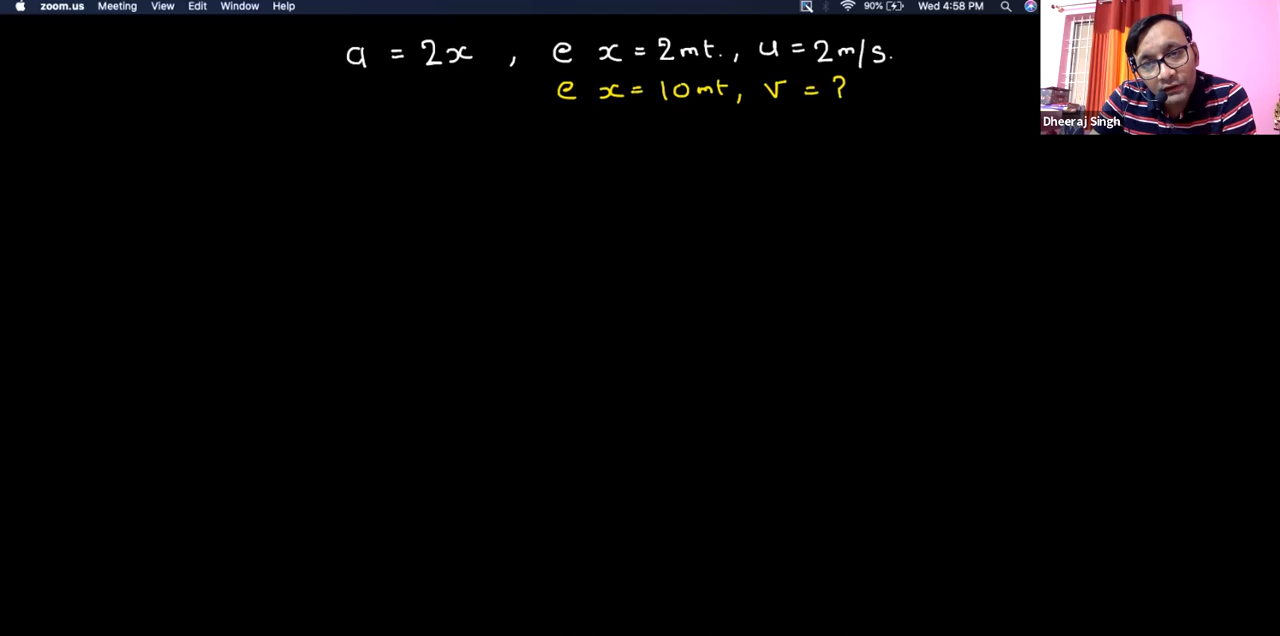 zoom.us Meeting View Edit Window Help 90% Wed 4:58 PM
a = 2x , @ x = 2mt. , u = 2m/s.
@ x = 10mt, v = ?
Dheeraj Singh